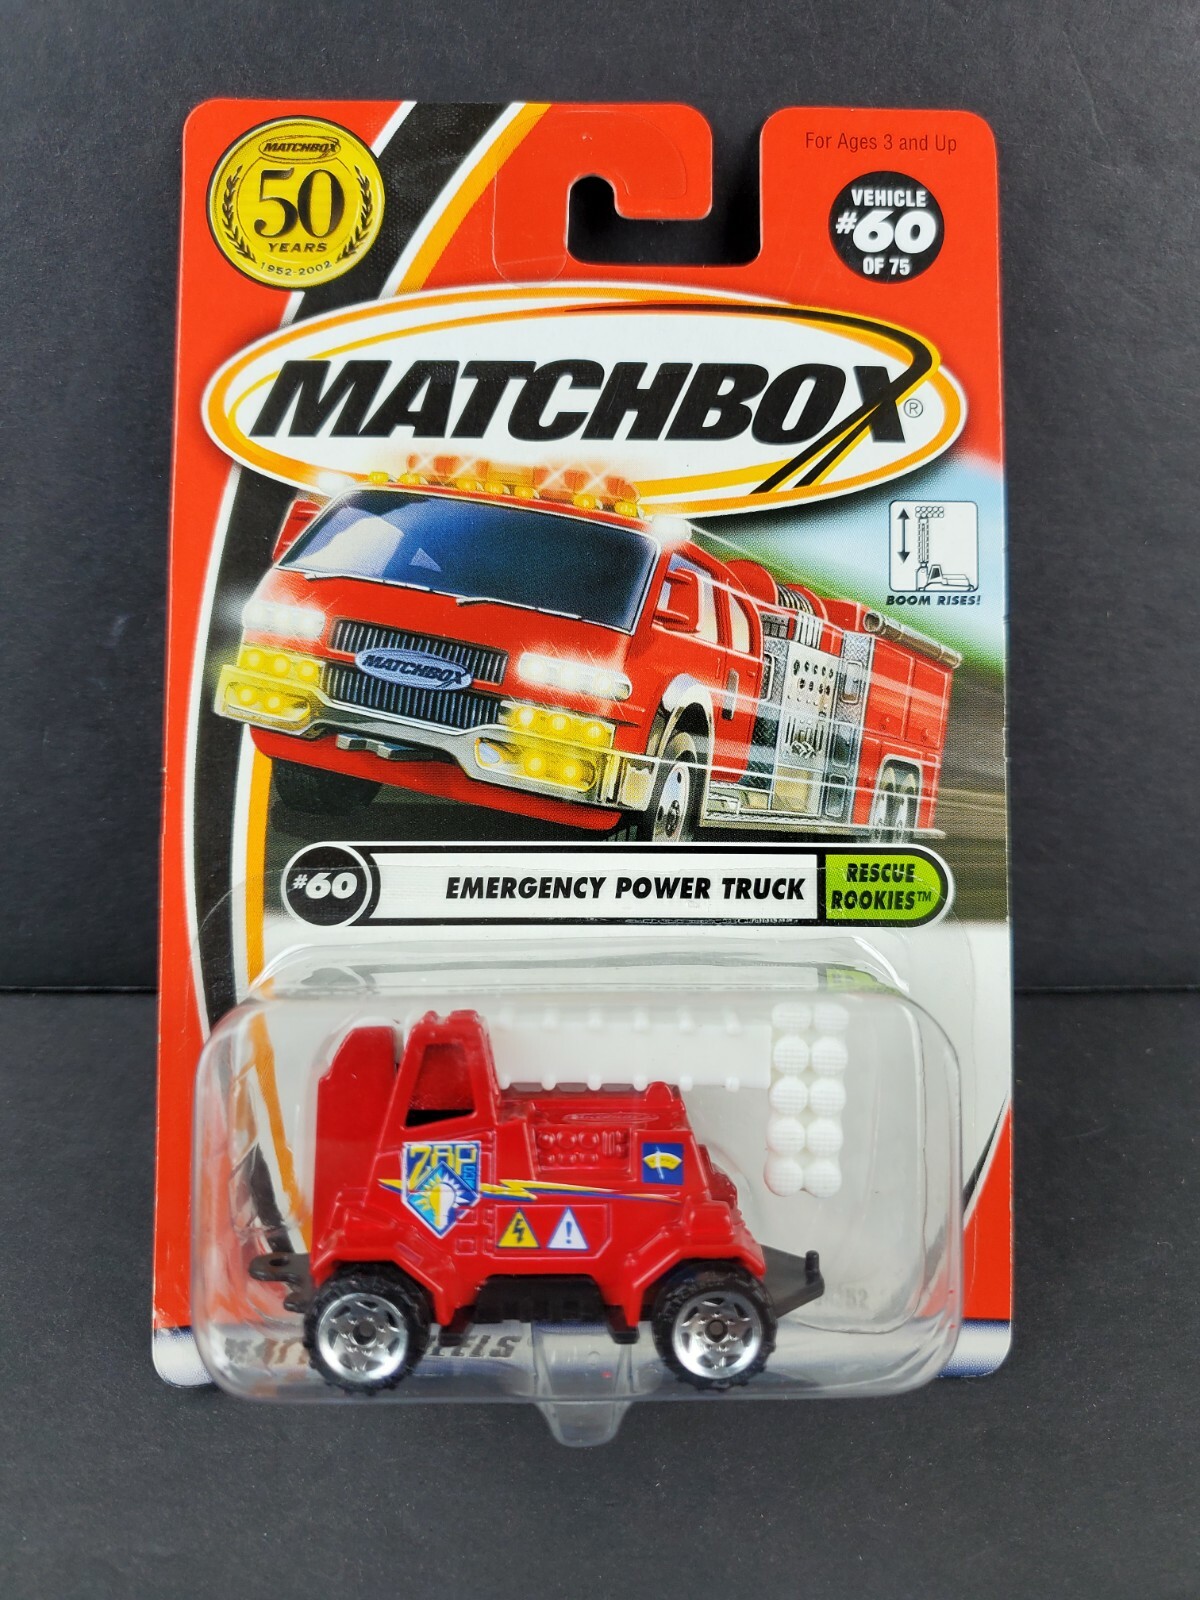 MATCHBOX
50
YEARS
1952-2002
For Ages 3 and Up
VEHICLE
#60
OF 75
MATCHBOX®
BOOM RISES!
MATCHBOX
#60
EMERGENCY POWER TRUCK
RESCUE
ROOKIES™
ZAP